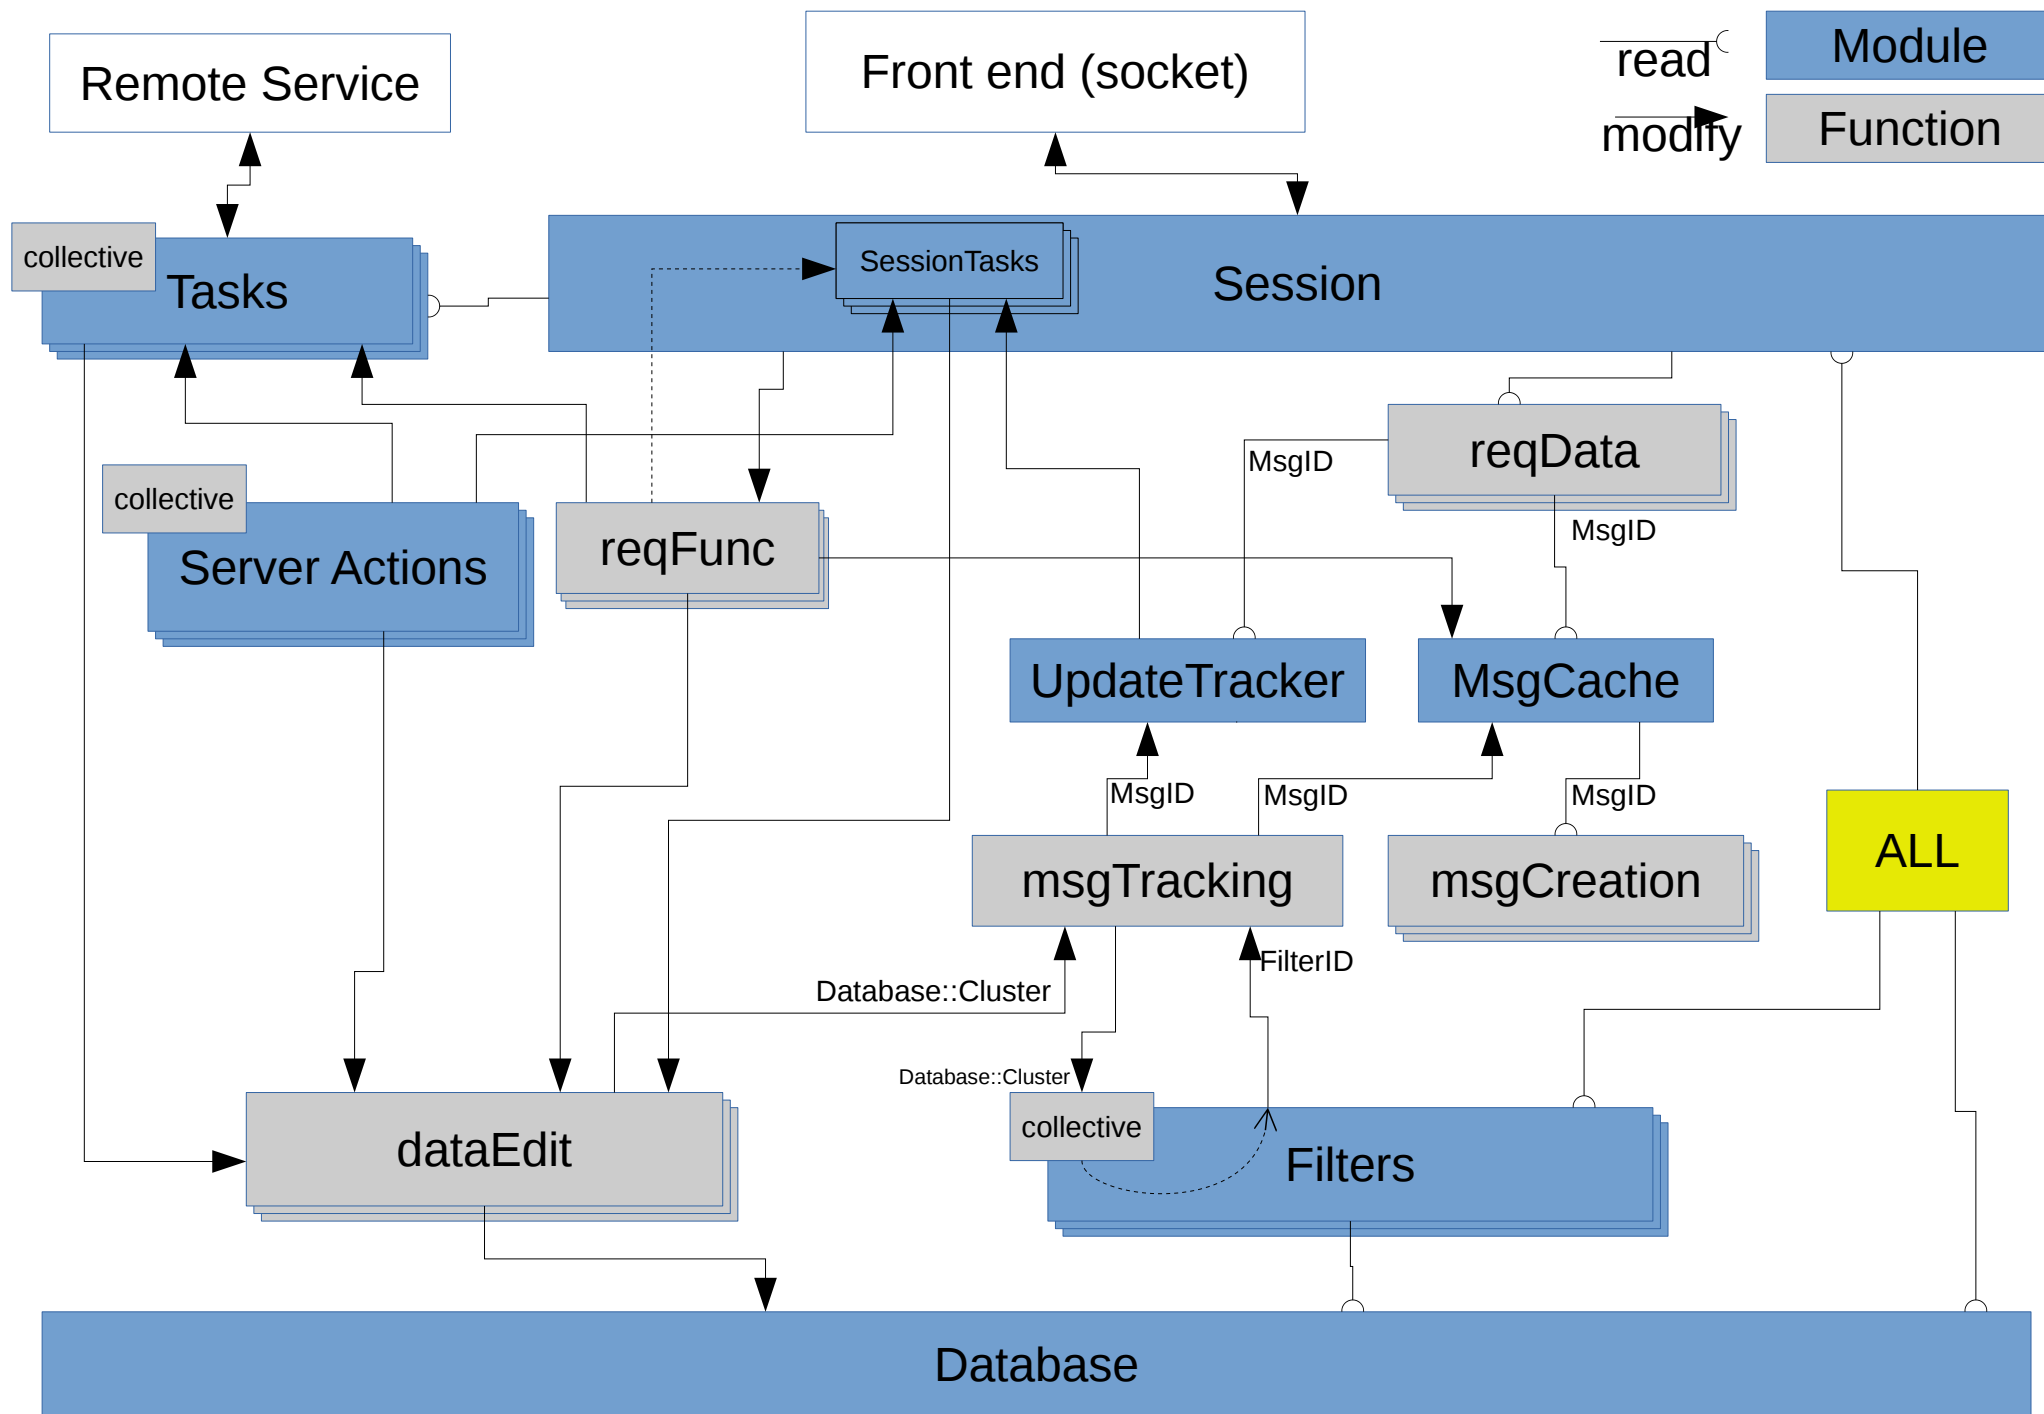 Remote Service
Front end (socket)
read
Module
modify
Function
collective
Tasks
SessionTasks
Session
collective
Server Actions
reqFunc
MsgID
reqData
MsgID
UpdateTracker
MsgCache
MsgID
MsgID
MsgID
msgTracking
msgCreation
ALL
Database::Cluster
FilterID
Database::Cluster
collective
dataEdit
Filters
Database